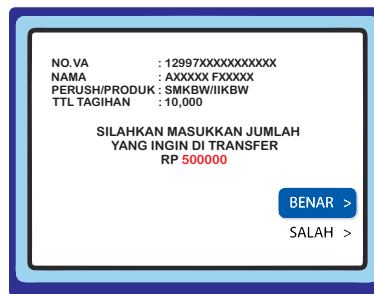 NO.VA : 12997XXXXXXXXXXX
NAMA : AXXXXX FXXXXX
PERUSH/PRODUK : SMKBW/IIKBW
TTL TAGIHAN : 10,000
SILAHKAN MASUKKAN JUMLAH
YANG INGIN DI TRANSFER
RP 500000
BENAR >
SALAH >